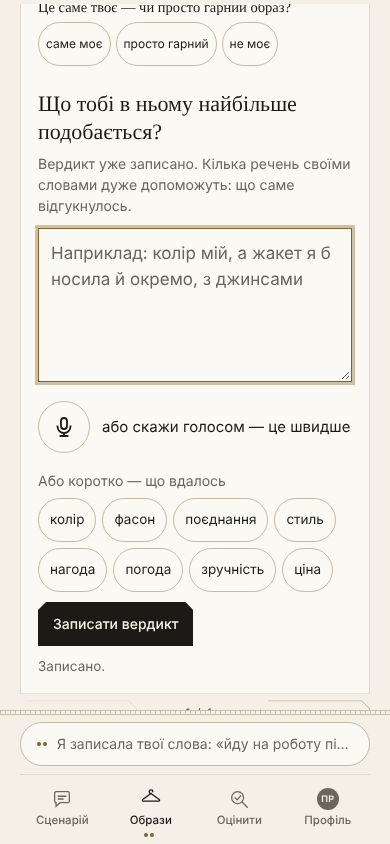 Це саме твоє — чи просто гарний образ?
саме моє просто гарний не моє
Що тобі в ньому найбільше
подобається?
Вердикт уже записано. Кілька речень своїми
словами дуже допоможуть: що саме
відгукнулось.
Наприклад: колір мій, а жакет я б
носила й окремо, з джинсами
або скажи голосом — це швидше
Або коротко — що вдалось
колір фасон поєднання стиль
нагода погода зручність ціна
Записати вердикт
Записано.
Я записала твої слова: «йду на роботу пі...
Сценарій Образи Оцінити ПР Профіль